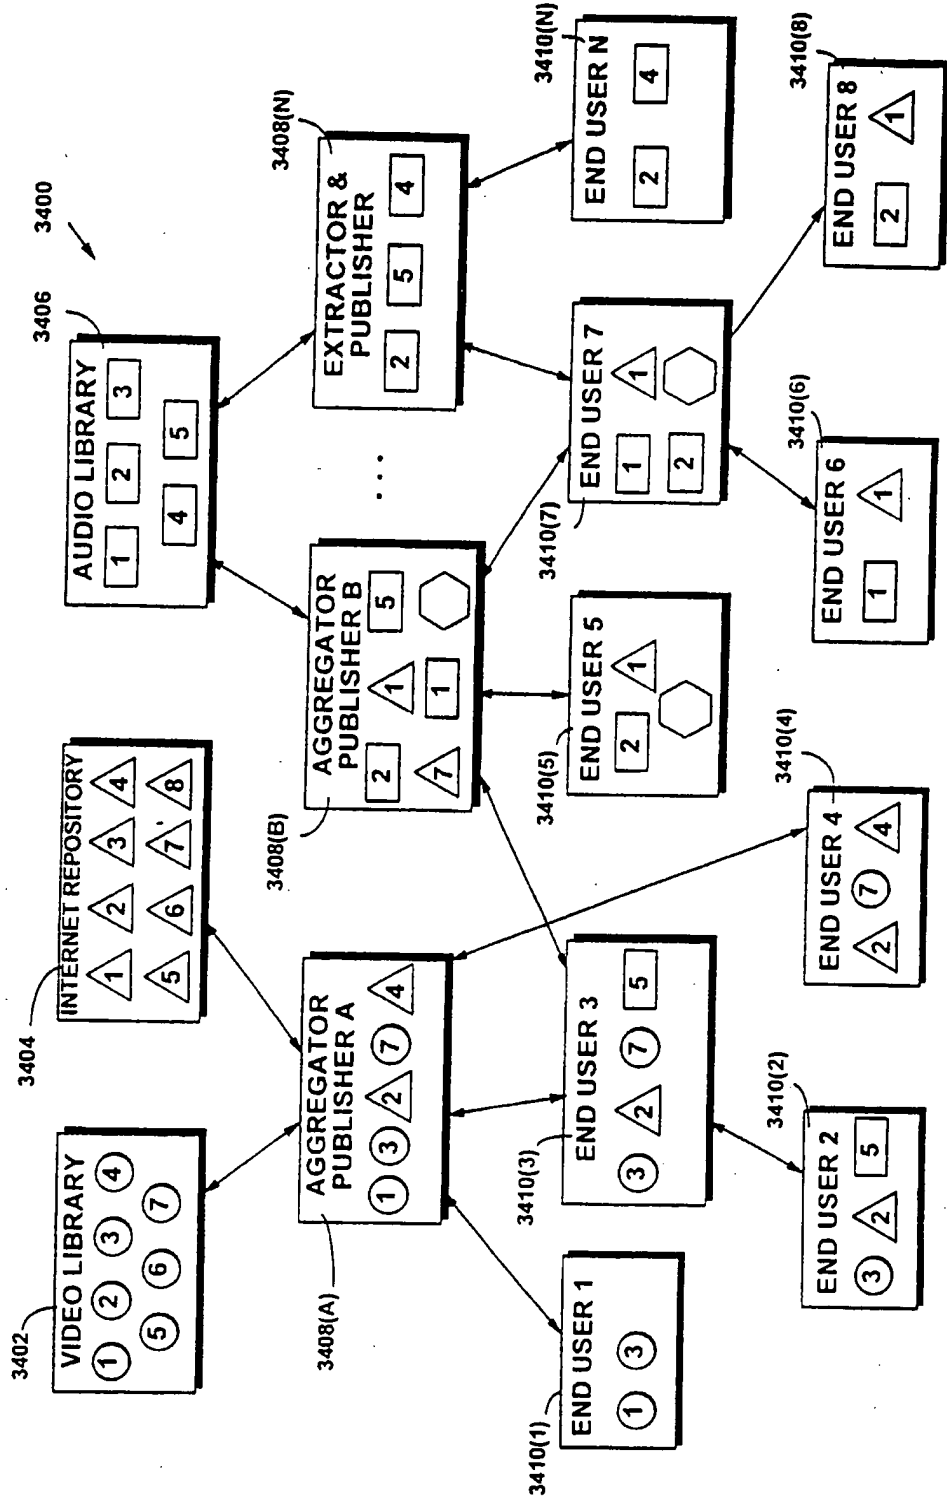 3400
3402
VIDEO LIBRARY
1 2 3 4
5 6 7
3404
INTERNET REPOSITORY
1 2 3 4
5 6 7 8
3406
AUDIO LIBRARY
1 2 3
4 5
3408(A)
AGGREGATOR
PUBLISHER A
1 3 2 7 4
3408(B)
AGGREGATOR
PUBLISHER B
2 1 5
7 1
...
3408(N)
EXTRACTOR &
PUBLISHER
2 5 4
3410(1)
END USER 1
1 3
3410(3)
END USER 3
3 2 7 5
3410(5)
END USER 5
2 1
3410(7)
END USER 7
1 1
2
3410(N)
END USER N
2 4
3410(2)
END USER 2
3 2 5
3410(4)
END USER 4
2 7 4
3410(6)
END USER 6
1 1
3410(8)
END USER 8
2 1